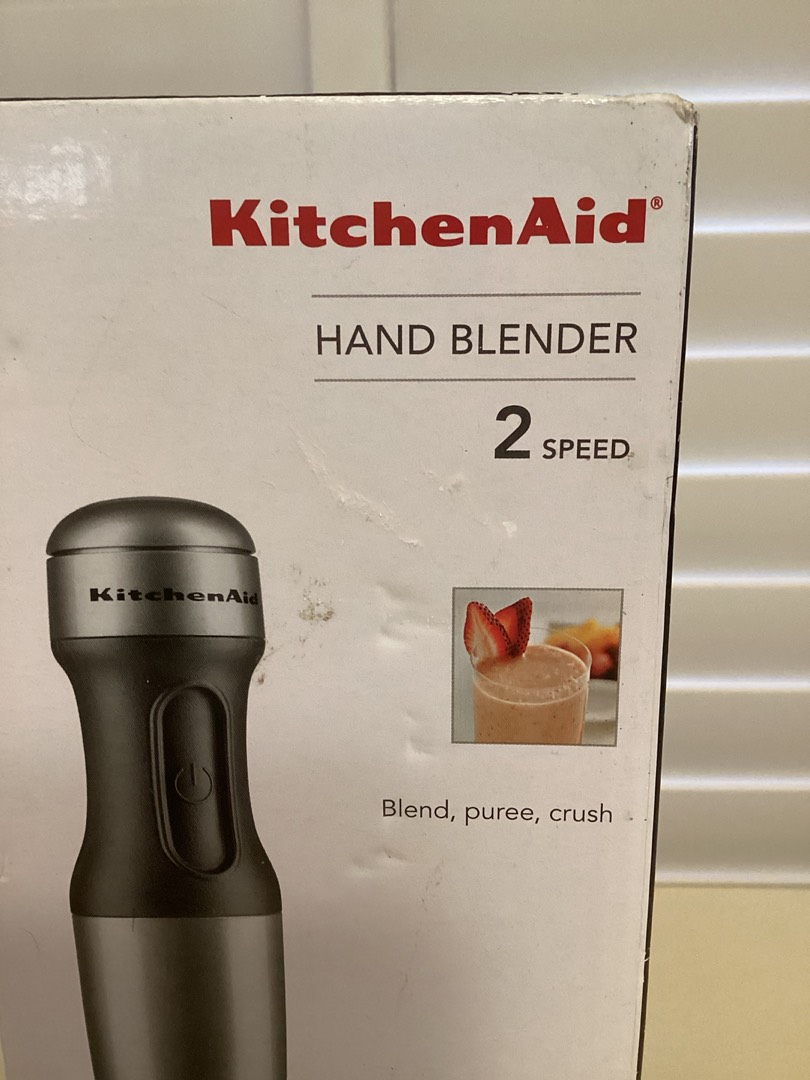 KitchenAid®
HAND BLENDER
2 SPEED
KitchenAid
Blend, puree, crush